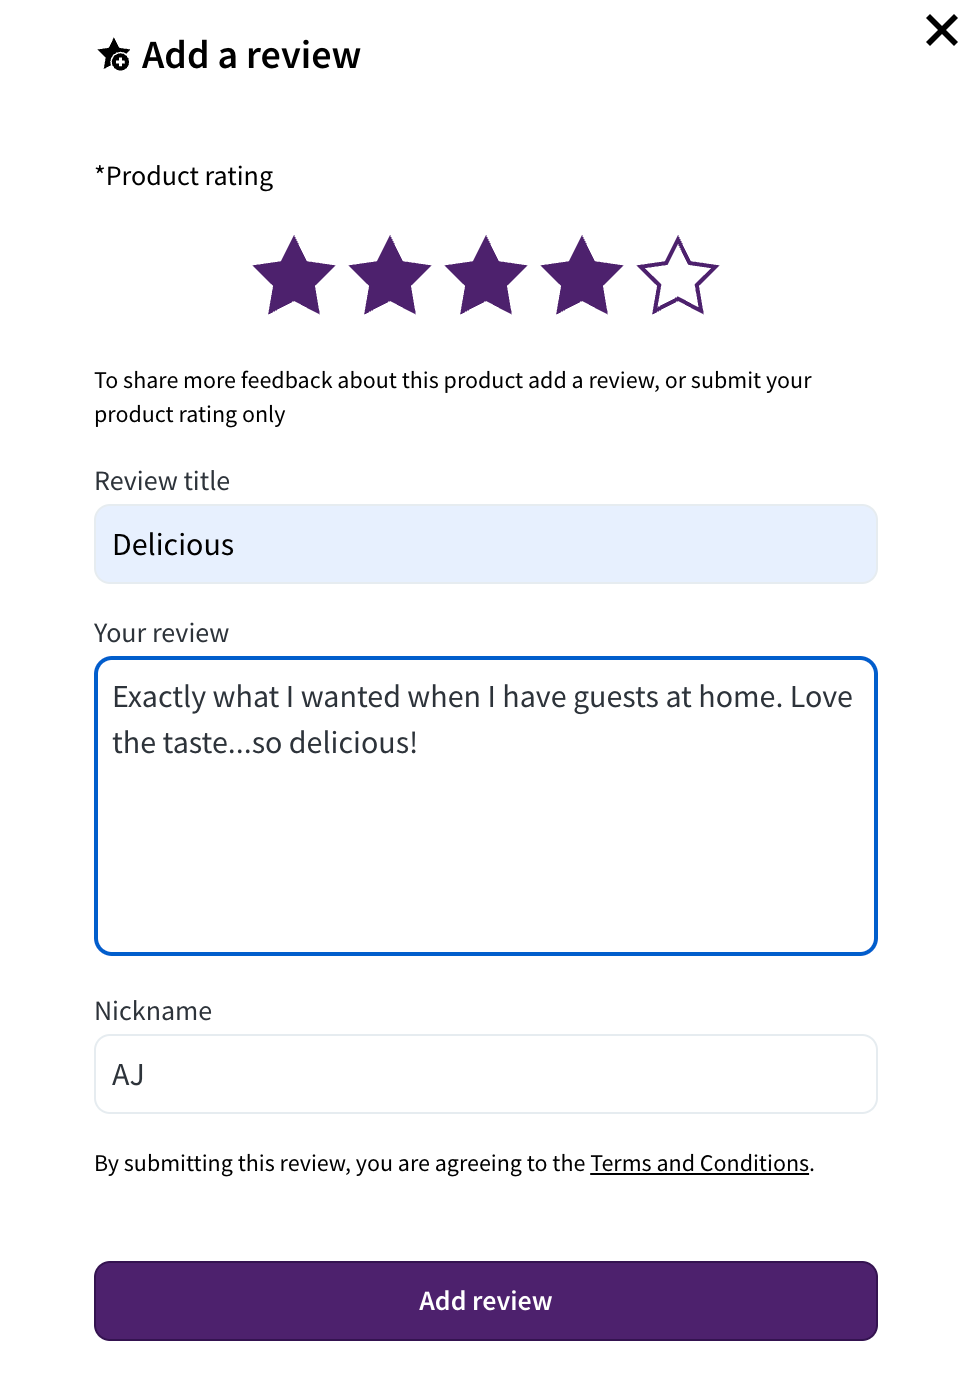 Add a review
*Product rating
To share more feedback about this product add a review, or submit your
product rating only
Review title
Delicious
Your review
Exactly what I wanted when I have guests at home. Love
the taste...so delicious!
Nickname
AJ
By submitting this review, you are agreeing to the Terms and Conditions.
Add review